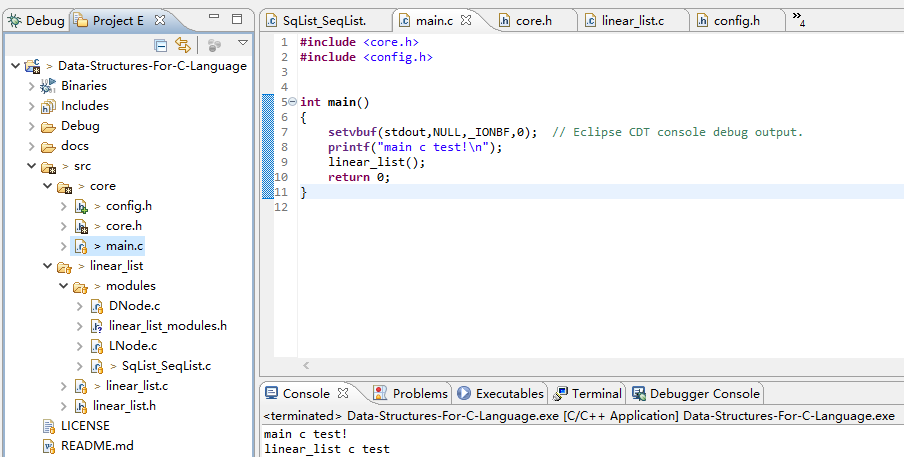 Debug Project E
> Data-Structures-For-C-Language
Binaries
Includes
Debug
> docs
> src
> core
> config.h
> core.h
> main.c
> linear_list
> modules
DNode.c
linear_list_modules.h
LNode.c
> SqList_SeqList.c
> linear_list.c
> linear_list.h
LICENSE
README.md
SqList_SeqList. main.c core.h linear_list.c config.h »4
1 #include <core.h>
2 #include <config.h>
3
4
5 int main()
6 {
7 setvbuf(stdout,NULL,_IONBF,0); // Eclipse CDT console debug output.
8 printf("main c test!\n");
9 linear_list();
10 return 0;
11 }
12
Console Problems Executables Terminal Debugger Console
<terminated> Data-Structures-For-C-Language.exe [C/C++ Application] Data-Structures-For-C-Language.exe
main c test!
linear_list c test